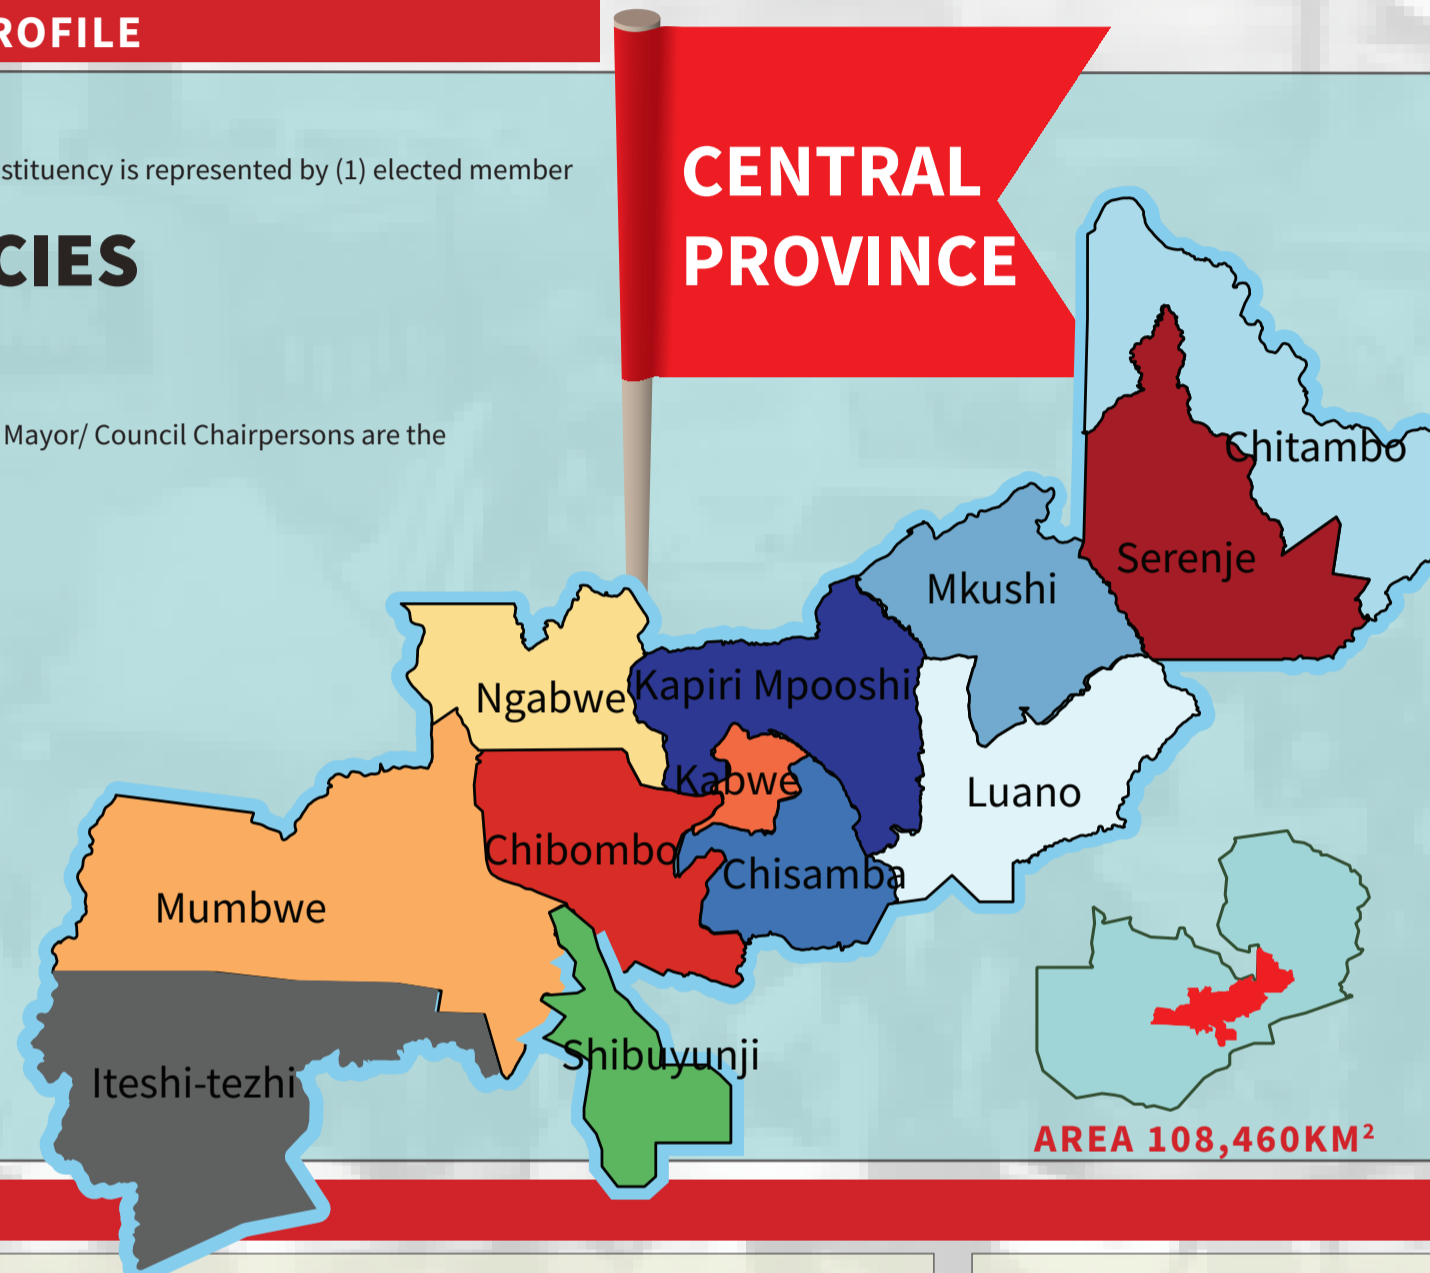 ROFILE
stituency is represented by (1) elected member
CIES
Mayor/ Council Chairpersons are the
CENTRAL
PROVINCE
Chitambo
Serenje
Mkushi
Kapiri Mpooshi
Ngabwe
Kabwe
Luano
Chibombo
Chisamba
Mumbwe
Shibuyunji
Iteshi-tezhi
AREA 108,460KM²